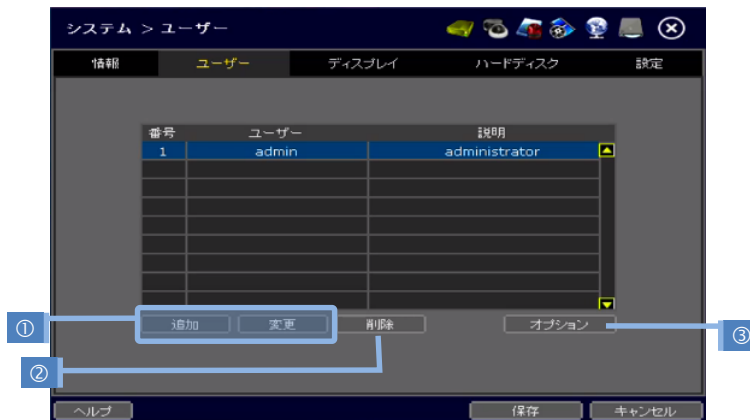 システム > ユーザー
情報 ユーザー ディスプレイ ハードディスク 設定
番号 ユーザー 説明
1 admin administrator
追加 変更 削除 オプション
①
②
③
ヘルプ 保存 キャンセル